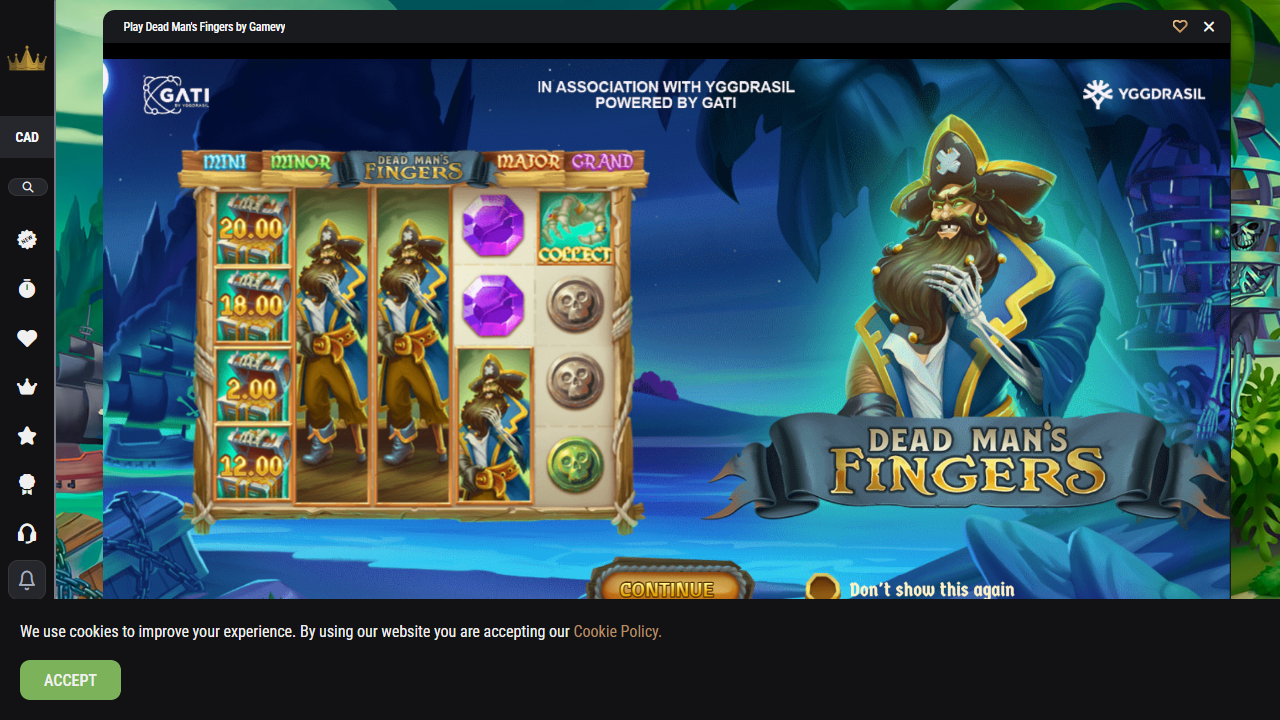 Play Dead Man's Fingers by Gamevy
CAD
NEW
GATI
BY YGGDRASIL
IN ASSOCIATION WITH YGGDRASIL
POWERED BY GATI
YGGDRASIL
MINI
MINOR
DEAD MAN'S
FINGERS
MAJOR
GRAND
20.00
COLLECT
18.00
2.00
12.00
DEAD MAN'S
FINGERS
CONTINUE
Don't show this again
We use cookies to improve your experience. By using our website you are accepting our Cookie Policy.
ACCEPT